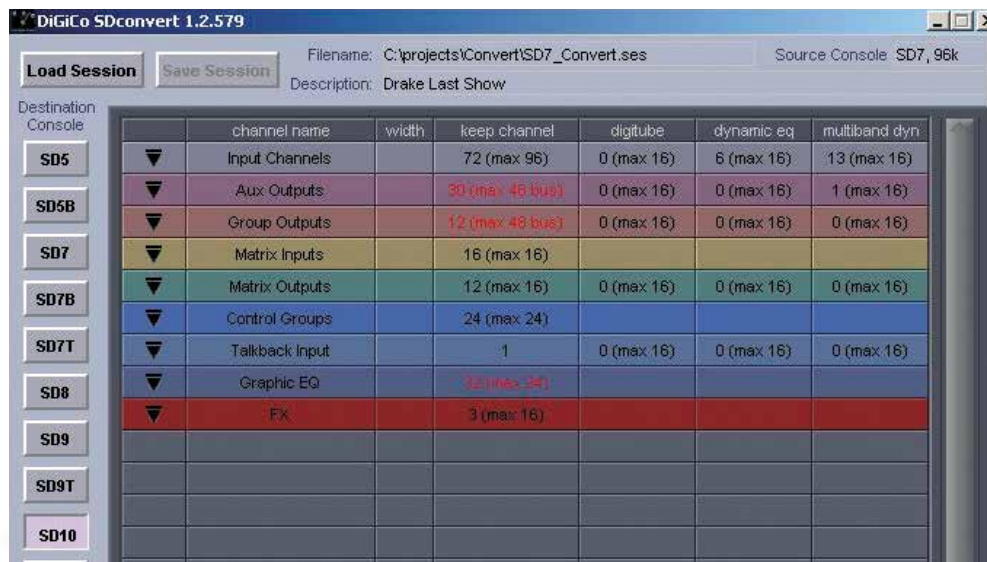 DiGiCo SDconvert 1.2.579
Load Session
Save Session
Filename: C:\projects\Convert\SD7_Convert.ses
Source Console SD7, 96k
Description: Drake Last Show
Destination
Console
channel name width keep channel digitube dynamic eq multiband dyn
Input Channels 72 (max 96) 0 (max 16) 6 (max 16) 13 (max 16)
Aux Outputs 30 (max 48 bus) 0 (max 16) 0 (max 16) 1 (max 16)
Group Outputs 12 (max 48 bus) 0 (max 16) 0 (max 16) 0 (max 16)
Matrix Inputs 16 (max 16)
Matrix Outputs 12 (max 16) 0 (max 16) 0 (max 16) 0 (max 16)
Control Groups 24 (max 24)
Talkback Input 1 0 (max 16) 0 (max 16) 0 (max 16)
Graphic EQ 32 (max 24)
FX 3 (max 16)
SD5
SD5B
SD7
SD7B
SD7T
SD8
SD9
SD9T
SD10